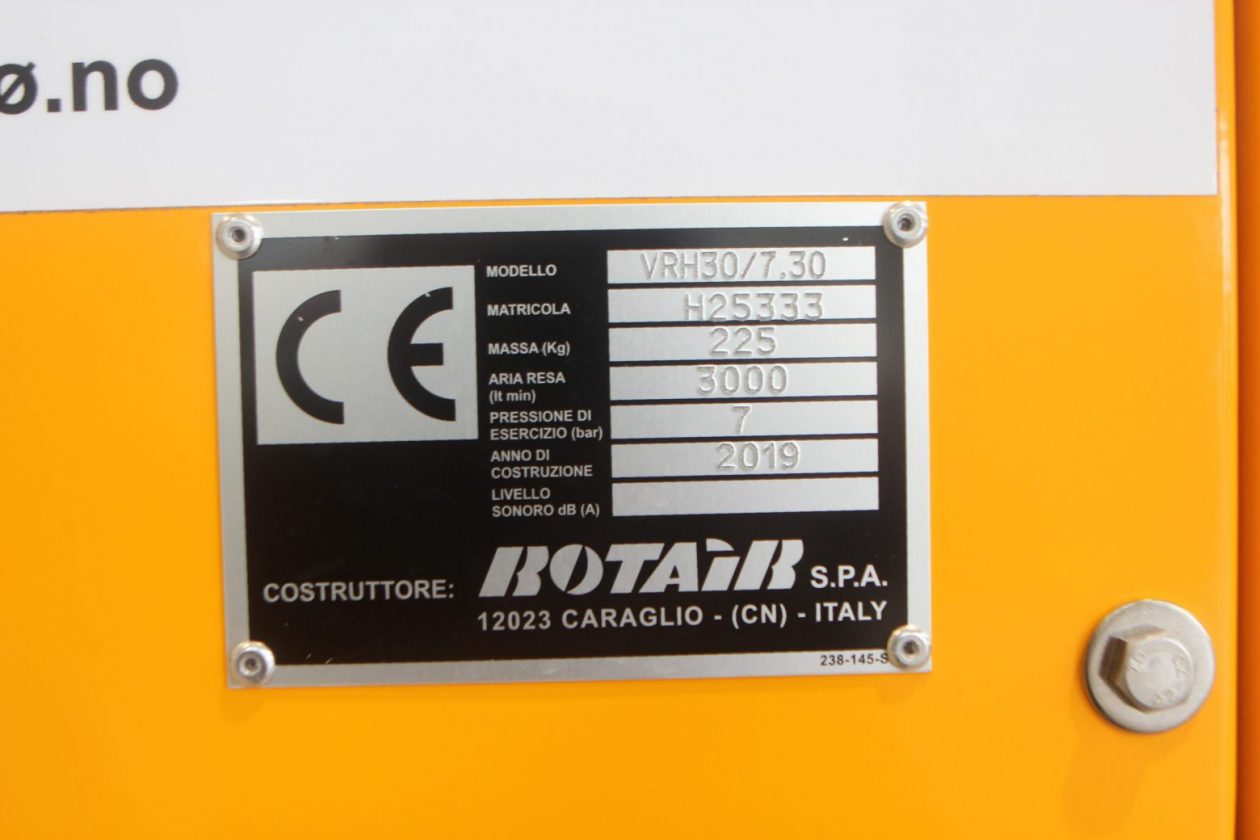 ø.no
CE
MODELLO VRH30/7.30
MATRICOLA H25333
MASSA (Kg) 225
ARIA RESA
(lt min) 3000
PRESSIONE DI
ESERCIZIO (bar) 7
ANNO DI
COSTRUZIONE 2019
LIVELLO
SONORO dB (A)
COSTRUTTORE: ROTAIR S.P.A.
12023 CARAGLIO - (CN) - ITALY
238-145-S